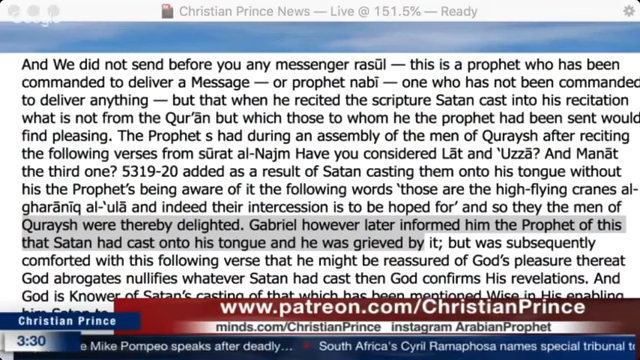 Christian Prince News — Live @ 151.5% — Ready
And We did not send before you any messenger rasūl — this is a prophet who has been
commanded to deliver a Message — or prophet nabī — one who has not been commanded
to deliver anything — but that when he recited the scripture Satan cast into his recitation
what is not from the Qur'ān but which those to whom he the prophet had been sent would
find pleasing. The Prophet s had during an assembly of the men of Quraysh after reciting
the following verses from sūrat al-Najm Have you considered Lāt and 'Uzzā? And Manāt
the third one? 5319-20 added as a result of Satan casting them onto his tongue without
his the Prophet's being aware of it the following words 'those are the high-flying cranes al-
gharānīq al-'ulā and indeed their intercession is to be hoped for' and so they the men of
Quraysh were thereby delighted. Gabriel however later informed him the Prophet of this
that Satan had cast onto his tongue and he was grieved by it; but was subsequently
comforted with this following verse that he might be reassured of God's pleasure thereat
God abrogates nullifies whatever Satan had cast then God confirms His revelations. And
God is Knower of Satan's casting of that which has been mentioned Wise in His enabling
him Satan to
www.patreon.com/ChristianPrince
Christian Prince
minds.com/ChristianPrince instagram ArabianProphet
3:30
e Mike Pompeo speaks after deadly...
South Africa's Cyril Ramaphosa names special tribunal t